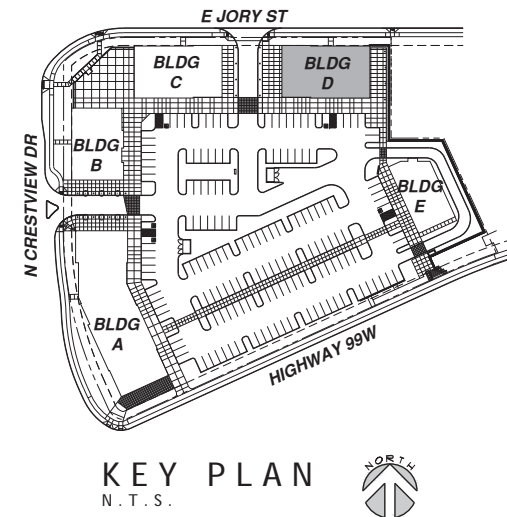 E JORY ST
BLDG
C
BLDG
D
BLDG
B
N CRESTVIEW DR
BLDG
E
BLDG
A
HIGHWAY 99W
KEY PLAN
N.T.S.
NORTH